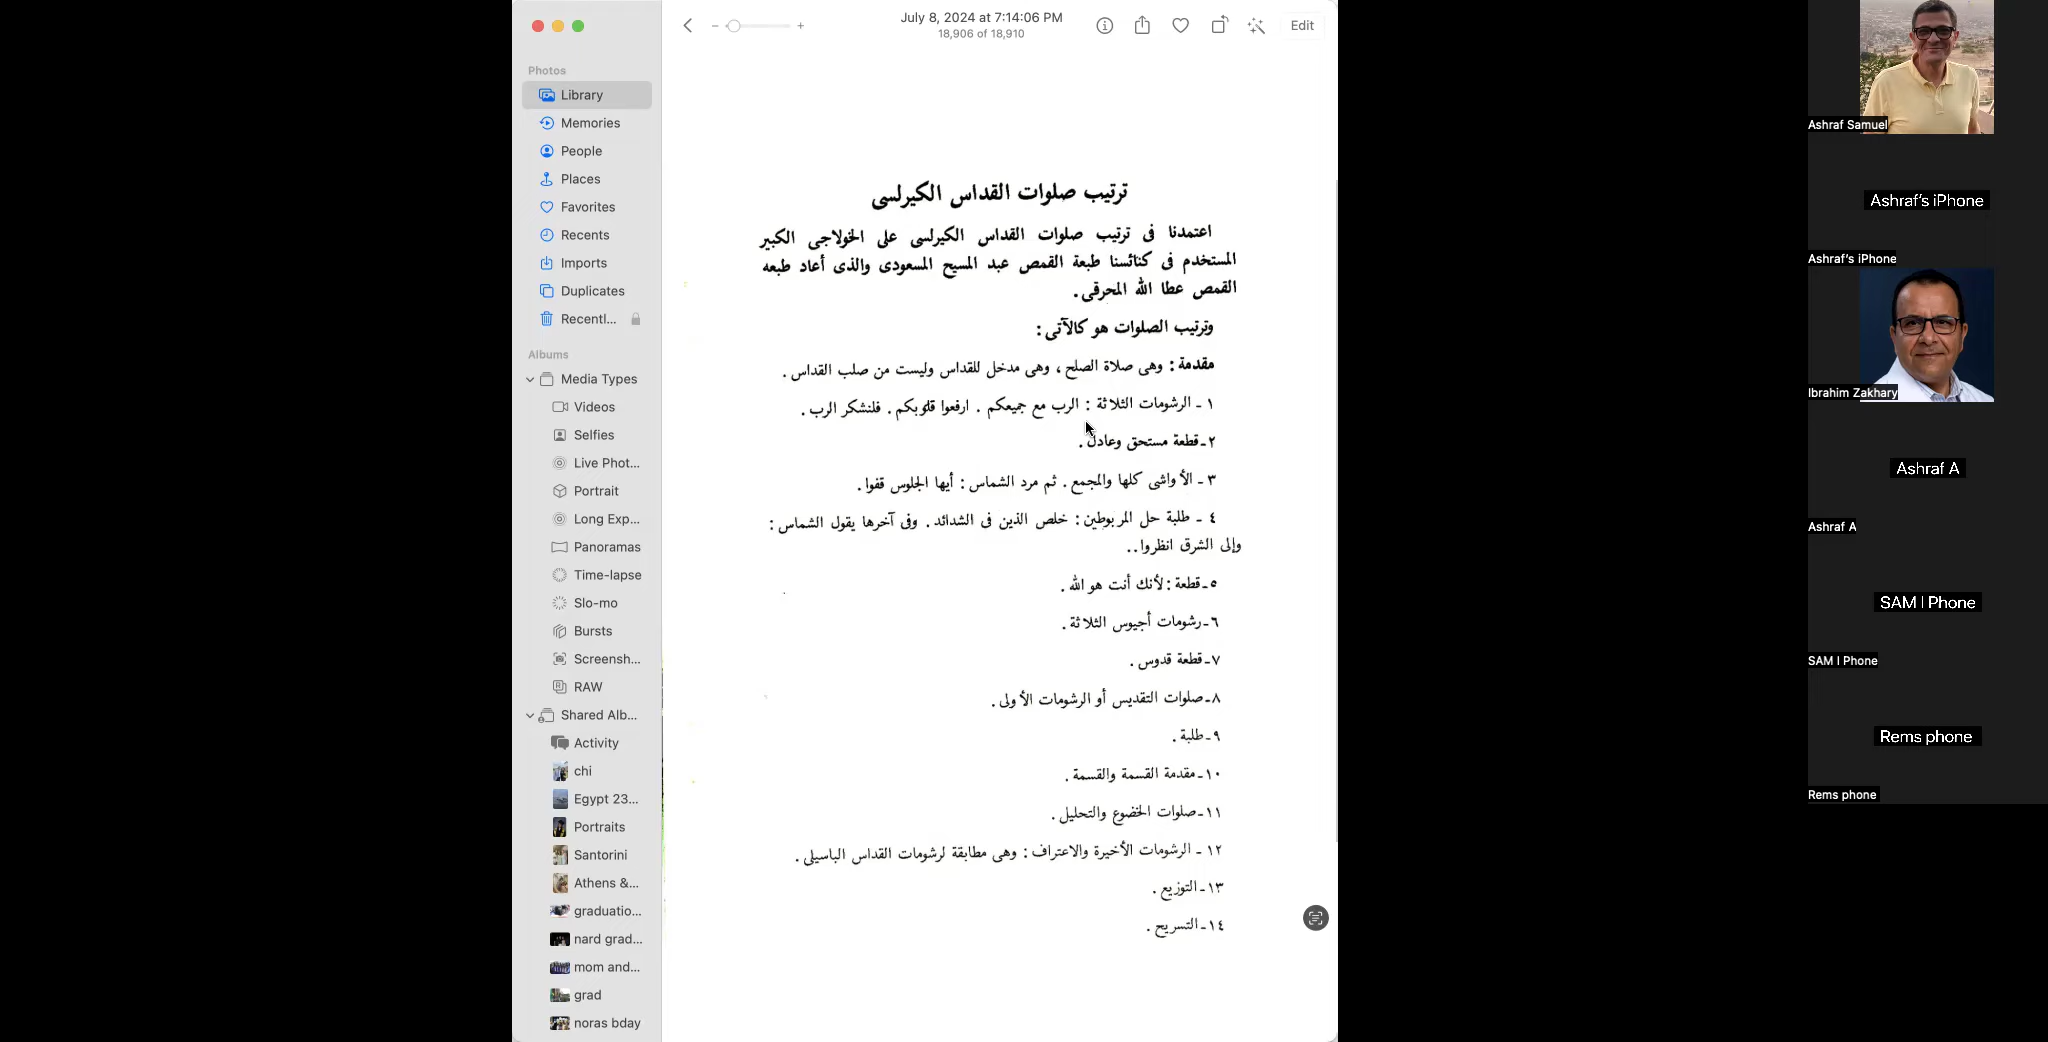 July 8, 2024 at 7:14:06 PM
18,906 of 18,910
Edit
Photos
Library
Memories
People
Places
Favorites
Recents
Imports
Duplicates
Recentl...
Albums
Media Types
Videos
Selfies
Live Phot...
Portrait
Long Exp...
Panoramas
Time-lapse
Slo-mo
Bursts
Screensh...
RAW
Shared Alb...
Activity
chi
Egypt 23...
Portraits
Santorini
Athens &...
graduatio...
nard grad...
mom and...
grad
noras bday
ترتيب صلوات القداس الكيرلسى
اعتمدنا فى ترتيب صلوات القداس الكيرلسى على الخولاجى الكبير
المستخدم فى كنائسنا طبعة القمص عبد المسيح المسعودى والذى أعاد طبعه
القمص عطا الله المحرقى .
وترتيب الصلوات هو كالآتى :
مقدمة : وهى صلاة الصلح ، وهى مدخل للقداس وليست من صلب القداس .
١ ـ الرشومات الثلاثة : الرب مع جميعكم . ارفعوا قلوبكم . فلنشكر الرب .
٢ـ قطعة مستحق وعادل .
٣ ـ الأواشى كلها والمجمع . ثم مرد الشماس : أيها الجلوس قفوا .
٤ ـ طلبة حل المربوطين : خلص الذين فى الشدائد . وفى آخرها يقول الشماس :
وإلى الشرق انظروا ..
٥ـ قطعة : لأنك أنت هو الله .
٦ـ رشومات أجيوس الثلاثة .
٧ـ قطعة قدوس .
٨ـ صلوات التقديس أو الرشومات الأولى .
٩ـ طلبة .
١٠ـ مقدمة القسمة والقسمة .
١١ـ صلوات الخضوع والتحليل .
١٢ ـ الرشومات الأخيرة والاعتراف : وهى مطابقة لرشومات القداس الباسيلى .
١٣ـ التوزيع .
١٤ـ التسريح .
Ashraf Samuel
Ashraf's iPhone
Ashraf's iPhone
Ibrahim Zakhary
Ashraf A
Ashraf A
SAM I Phone
SAM I Phone
Rems phone
Rems phone